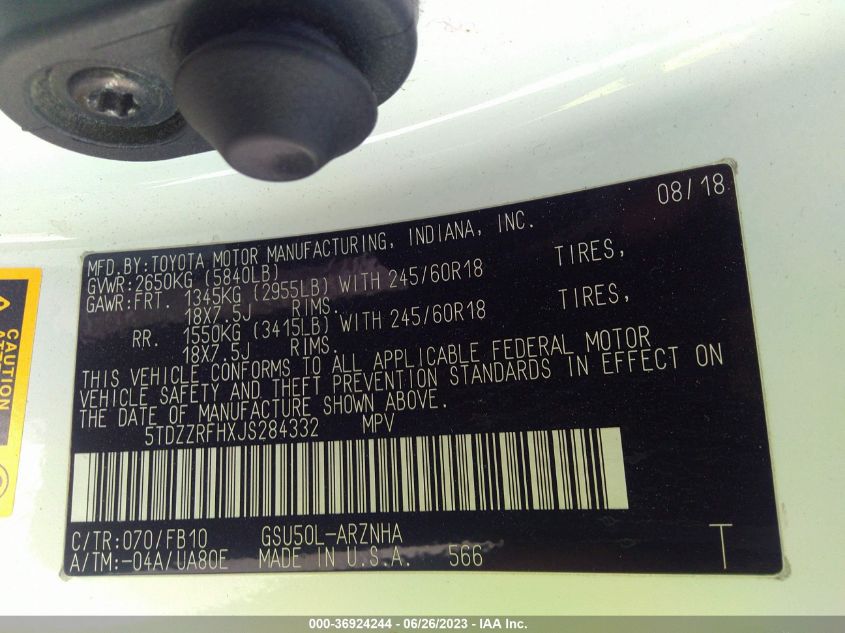 08/18
MFD.BY:TOYOTA MOTOR MANUFACTURING, INDIANA, INC.
GVWR:2650KG (5840LB)
GAWR:FRT. 1345KG (2955LB) WITH 245/60R18 TIRES,
18X7.5J RIMS.
RR. 1550KG (3415LB) WITH 245/60R18 TIRES,
18X7.5J RIMS.
THIS VEHICLE CONFORMS TO ALL APPLICABLE FEDERAL MOTOR
VEHICLE SAFETY AND THEFT PREVENTION STANDARDS IN EFFECT ON
THE DATE OF MANUFACTURE SHOWN ABOVE.
5TDZZRFHXJS284332 MPV
C/TR:070/FB10 GSU50L-ARZNHA
A/TM:-04A/UA80E MADE IN U.S.A. 566 T
CAUTION
000-36924244 - 06/26/2023 - IAA Inc.